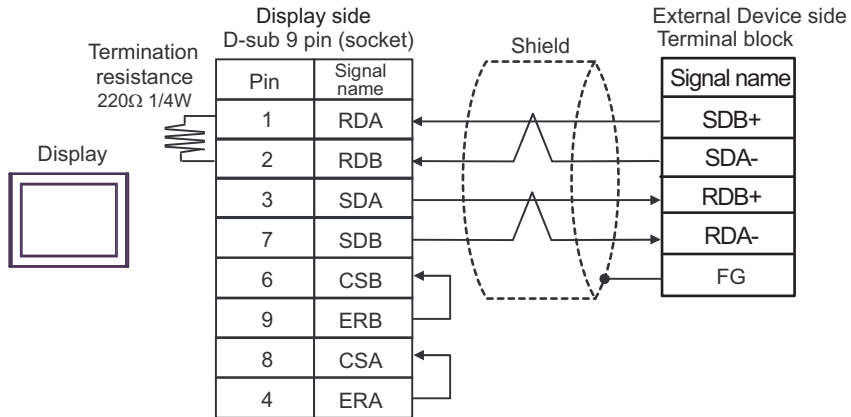 Display side
D-sub 9 pin (socket)
External Device side
Terminal block
Termination
resistance
220Ω 1/4W
Shield
Display
Pin Signal name
1 RDA
2 RDB
3 SDA
7 SDB
6 CSB
9 ERB
8 CSA
4 ERA
Signal name
SDB+
SDA-
RDB+
RDA-
FG